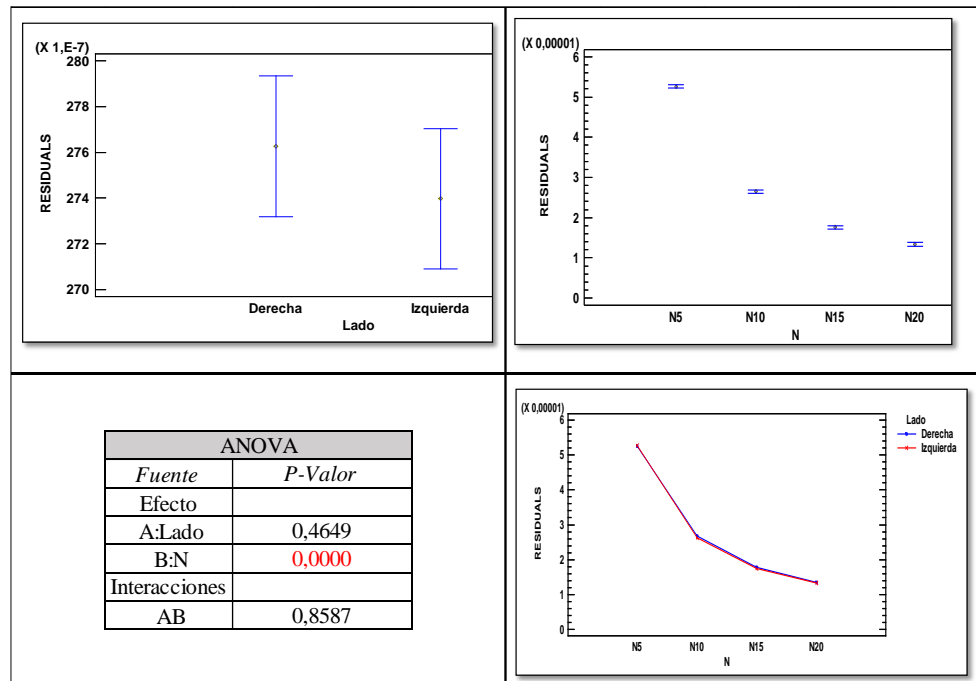 (X 1,E-7)
280
278
276
274
272
270
RESIDUALS
Derecha Izquierda
Lado
(X 0,00001)
6
5
4
3
2
1
0
RESIDUALS
N5 N10 N15 N20
N
ANOVA
Fuente P-Valor
Efecto
A:Lado 0,4649
B:N 0,0000
Interacciones
AB 0,8587
(X 0,00001)
6
5
4
3
2
1
0
RESIDUALS
N5 N10 N15 N20
N
Lado
Derecha
Izquierda